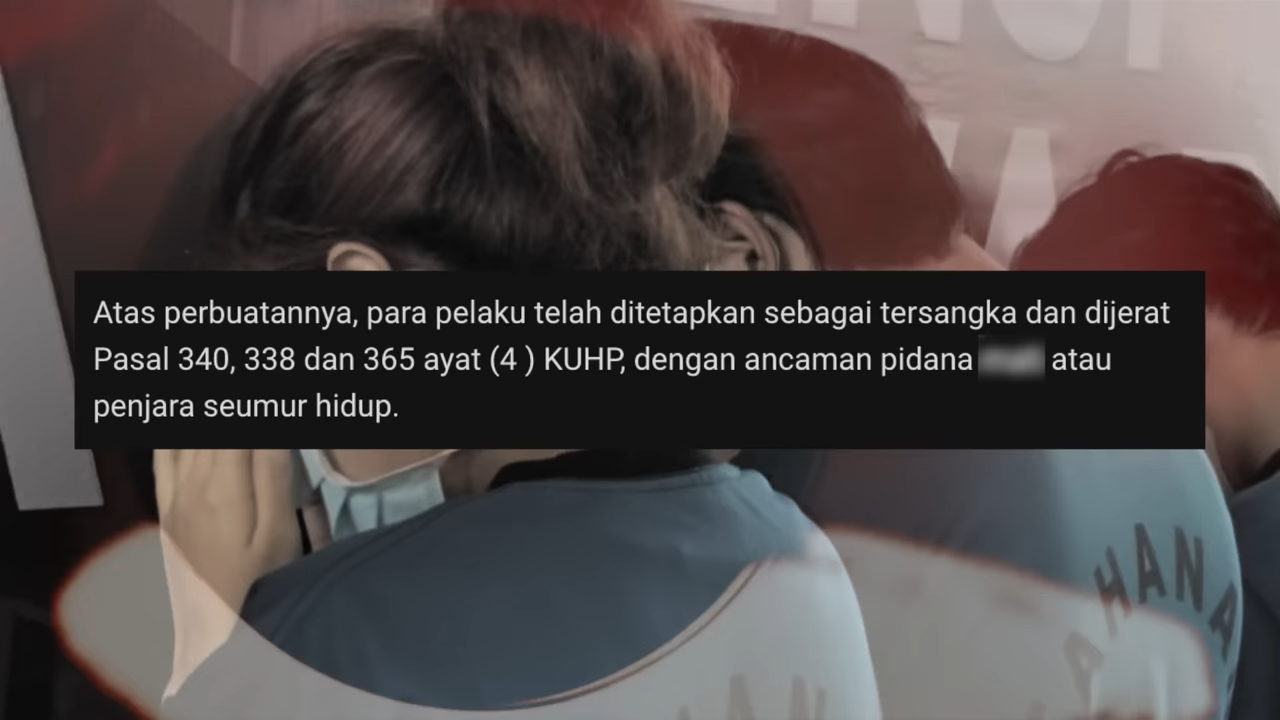 Atas perbuatannya, para pelaku telah ditetapkan sebagai tersangka dan dijerat
Pasal 340, 338 dan 365 ayat (4 ) KUHP, dengan ancaman pidana atau
penjara seumur hidup.
AHANA